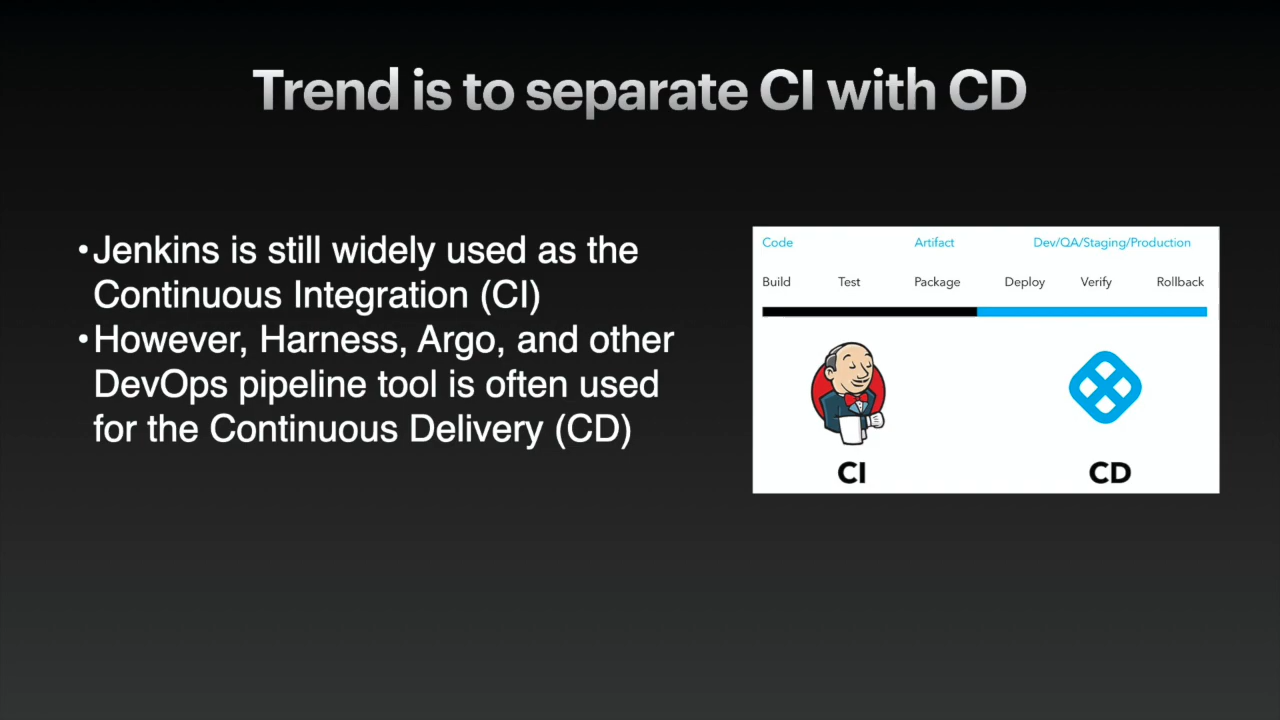 Trend is to separate CI with CD
•Jenkins is still widely used as the
Continuous Integration (CI)
•However, Harness, Argo, and other
DevOps pipeline tool is often used
for the Continuous Delivery (CD)
Code Artifact Dev/QA/Staging/Production
Build Test Package Deploy Verify Rollback
CI CD